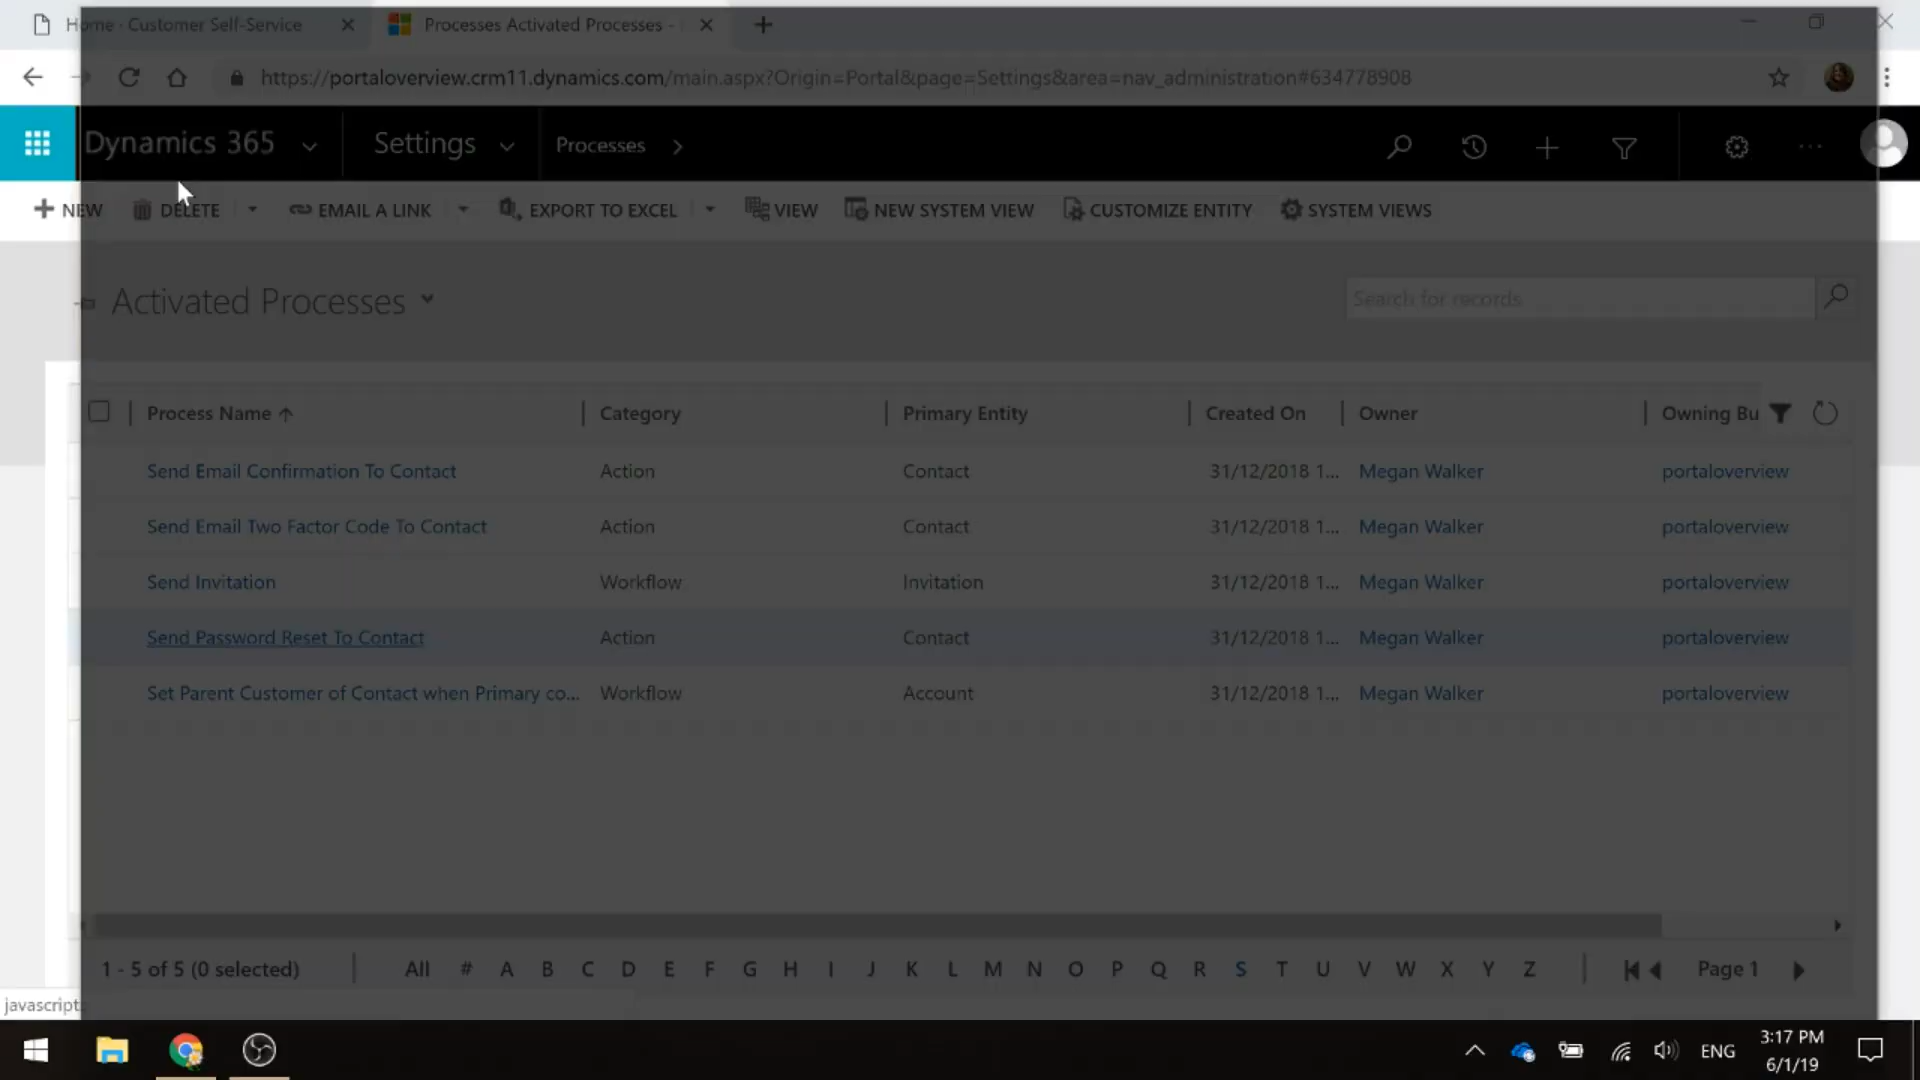 Home - Customer Self-Service
Processes Activated Processes -
https://portaloverview.crm11.dynamics.com/main.aspx?Origin=Portal&page=Settings&area=nav_administration#634778908
Dynamics 365
Settings
Processes
NEW
DELETE
EMAIL A LINK
EXPORT TO EXCEL
VIEW
NEW SYSTEM VIEW
CUSTOMIZE ENTITY
SYSTEM VIEWS
Activated Processes
Search for records
Process Name Category Primary Entity Created On Owner Owning Bu
Send Email Confirmation To Contact Action Contact 31/12/2018 1... Megan Walker portaloverview
Send Email Two Factor Code To Contact Action Contact 31/12/2018 1... Megan Walker portaloverview
Send Invitation Workflow Invitation 31/12/2018 1... Megan Walker portaloverview
Send Password Reset To Contact Action Contact 31/12/2018 1... Megan Walker portaloverview
Set Parent Customer of Contact when Primary co... Workflow Account 31/12/2018 1... Megan Walker portaloverview
1 - 5 of 5 (0 selected) All # A B C D E F G H I J K L M N O P Q R S T U V W X Y Z Page 1
javascript
ENG
3:17 PM
6/1/19